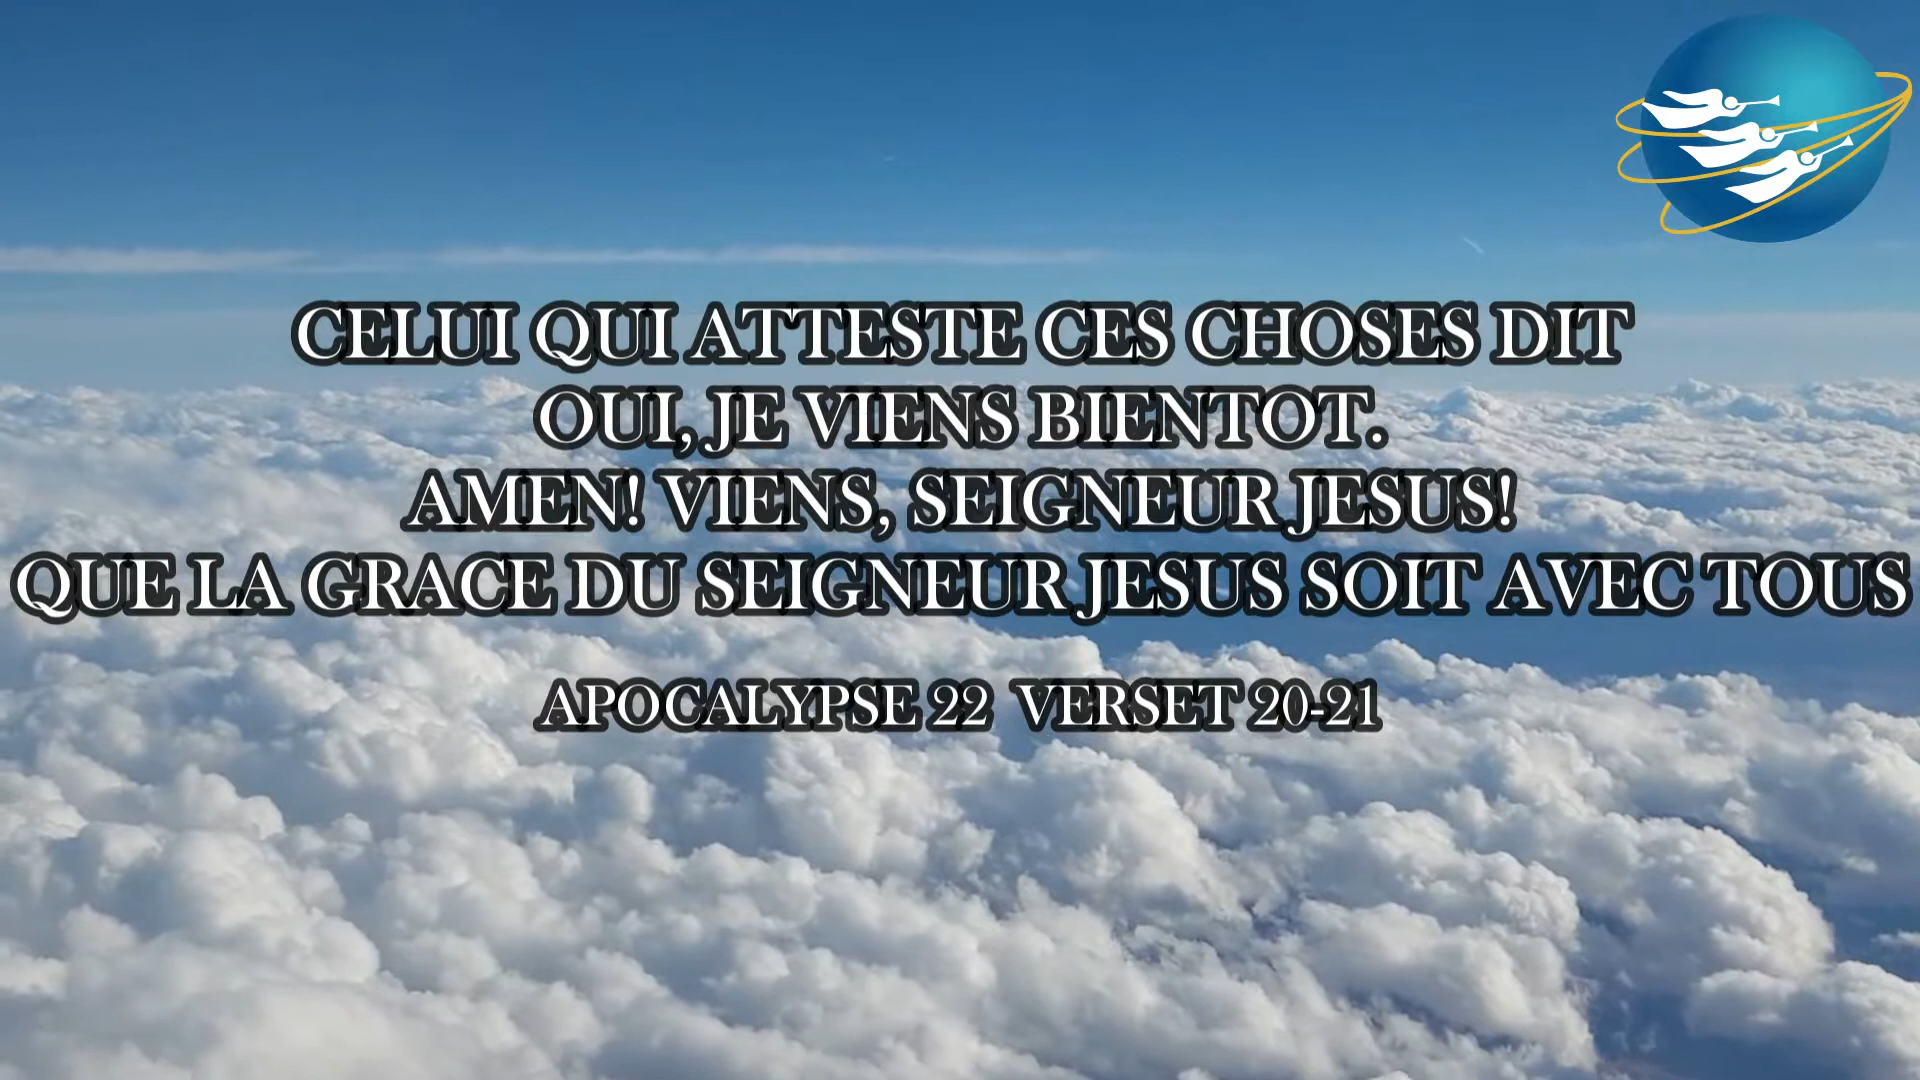 CELUI QUI ATTESTE CES CHOSES DIT
OUI, JE VIENS BIENTOT.
AMEN! VIENS, SEIGNEUR JESUS!
QUE LA GRACE DU SEIGNEUR JESUS SOIT AVEC TOUS
APOCALYPSE 22 VERSET 20-21